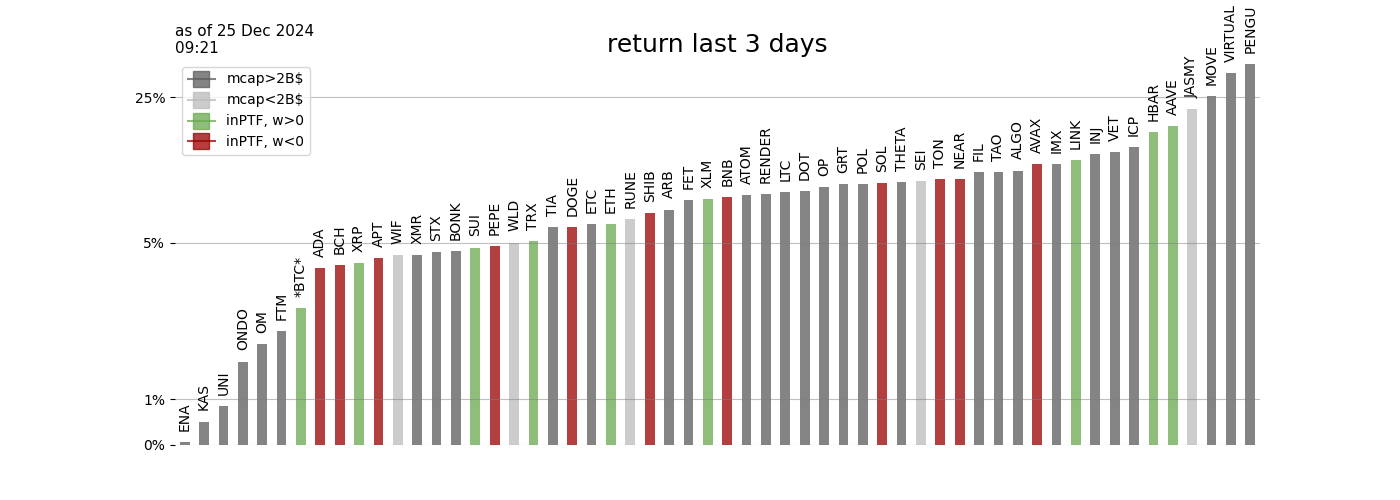 as of 25 Dec 2024
09:21
return last 3 days
mcap>2B$
mcap<2B$
inPTF, w>0
inPTF, w<0
25%
5%
1%
0%
ENA
KAS
UNI
ONDO
OM
FTM
*BTC*
ADA
BCH
XRP
APT
WIF
XMR
STX
BONK
SUI
PEPE
WLD
TRX
TIA
DOGE
ETC
ETH
RUNE
SHIB
ARB
FET
XLM
BNB
ATOM
RENDER
LTC
DOT
OP
GRT
POL
SOL
THETA
SEI
TON
NEAR
FIL
TAO
ALGO
AVAX
IMX
LINK
INJ
VET
ICP
HBAR
AAVE
JASMY
MOVE
VIRTUAL
PENGU